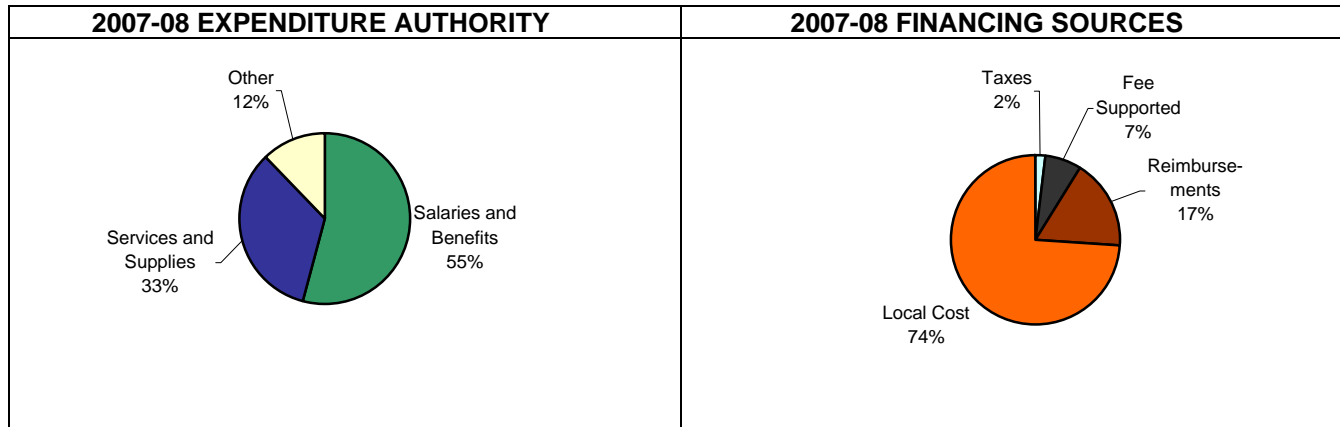 2007-08 EXPENDITURE AUTHORITY
Other
12%
Services and
Supplies
33%
Salaries and
Benefits
55%
2007-08 FINANCING SOURCES
Taxes
2%
Fee
Supported
7%
Reimburse-
ments
17%
Local Cost
74%